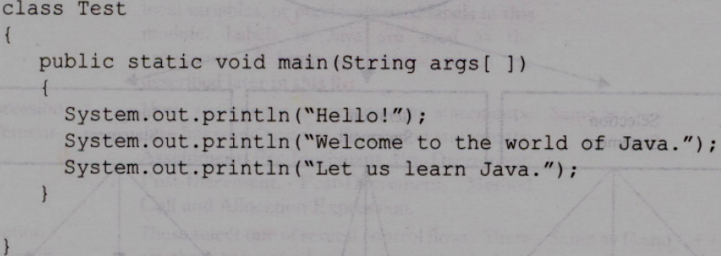 class Test
{
public static void main(String args[ ])
{
System.out.println(“Hello!”);
System.out.println(“Welcome to the world of Java.”);
System.out.println(“Let us learn Java.”);
}
}